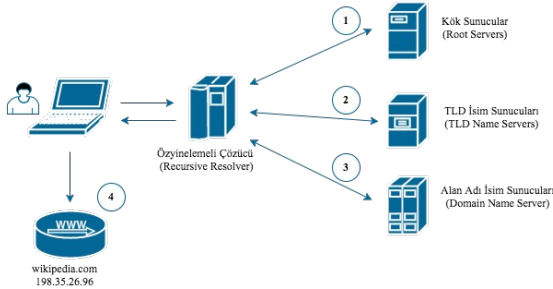 1
Kök Sunucular
(Root Servers)
2
TLD İsim Sunucuları
(TLD Name Servers)
Özyinelemeli Çözücü
(Recursive Resolver)
3
Alan Adı İsim Sunucuları
(Domain Name Server)
4
WWW
wikipedia.com
198.35.26.96